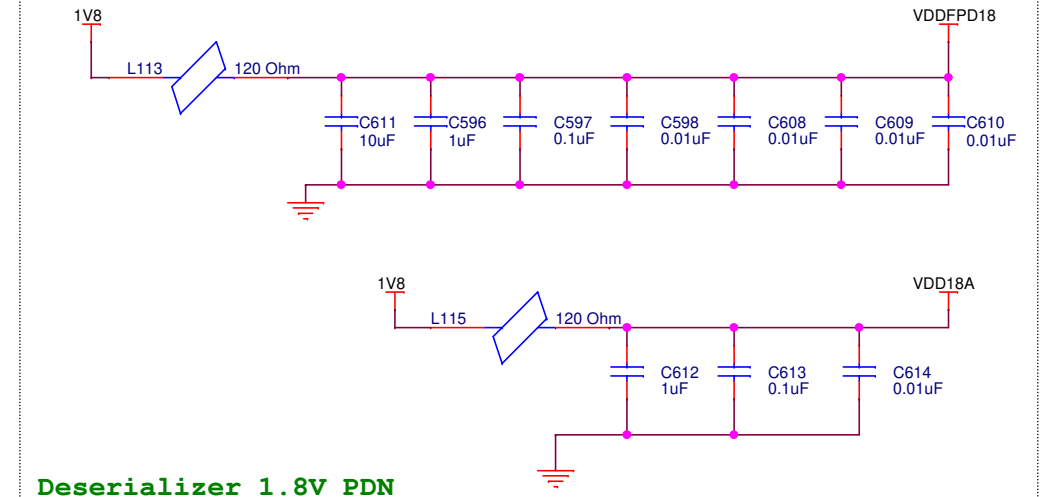 1V8
VDDFPD18
L113
120 Ohm
C611
10uF
C596
1uF
C597
0.1uF
C598
0.01uF
C608
0.01uF
C609
0.01uF
C610
0.01uF
1V8
VDD18A
L115
120 Ohm
C612
1uF
C613
0.1uF
C614
0.01uF
Deserializer 1.8V PDN